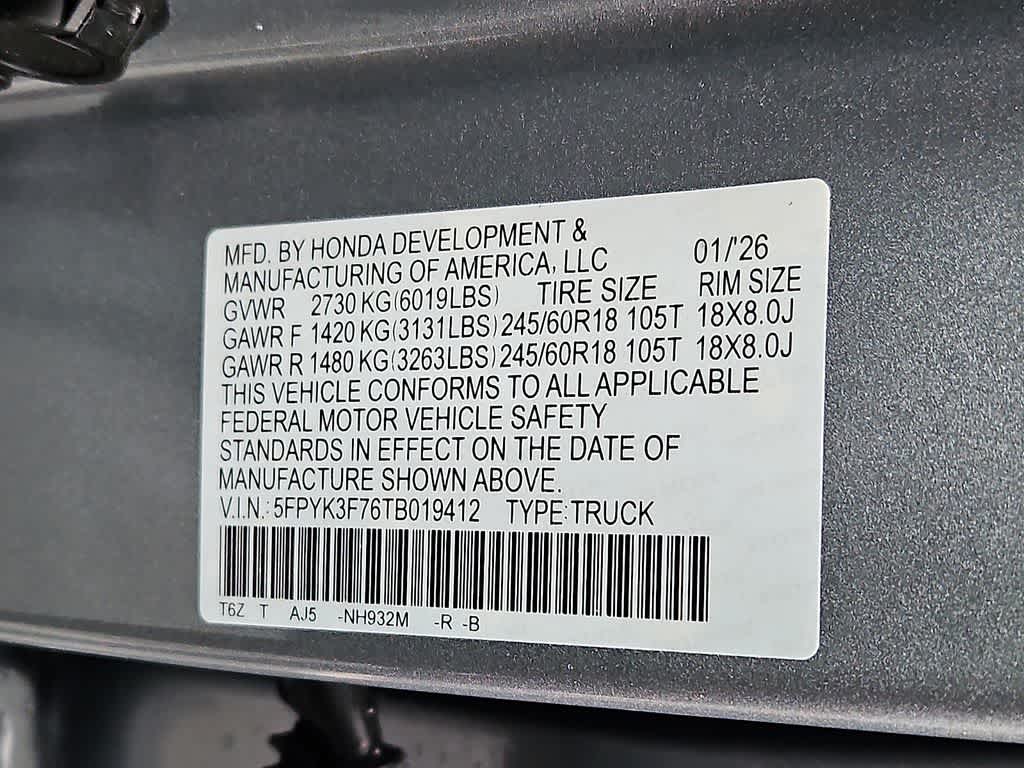 MFD. BY HONDA DEVELOPMENT &
MANUFACTURING OF AMERICA, LLC 01/'26
GVWR 2730 KG(6019LBS) TIRE SIZE RIM SIZE
GAWR F 1420 KG(3131LBS) 245/60R18 105T 18X8.0J
GAWR R 1480 KG(3263LBS) 245/60R18 105T 18X8.0J
THIS VEHICLE CONFORMS TO ALL APPLICABLE
FEDERAL MOTOR VEHICLE SAFETY
STANDARDS IN EFFECT ON THE DATE OF
MANUFACTURE SHOWN ABOVE.
V.I.N.: 5FPYK3F76TB019412 TYPE:TRUCK
T6Z T AJ5 -NH932M -R -B